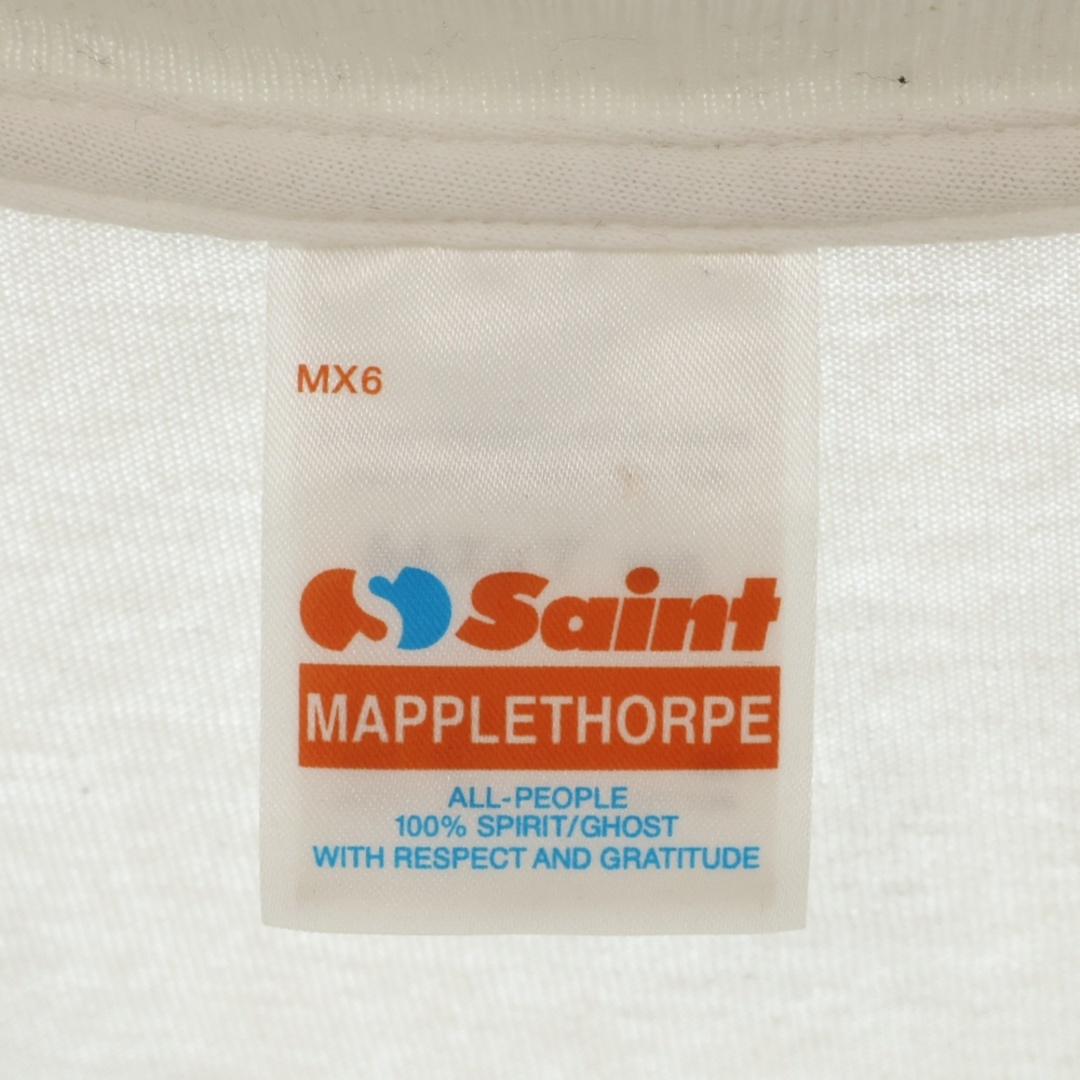 MX6
Saint
MAPPLETHORPE
ALL-PEOPLE
100% SPIRIT/GHOST
WITH RESPECT AND GRATITUDE